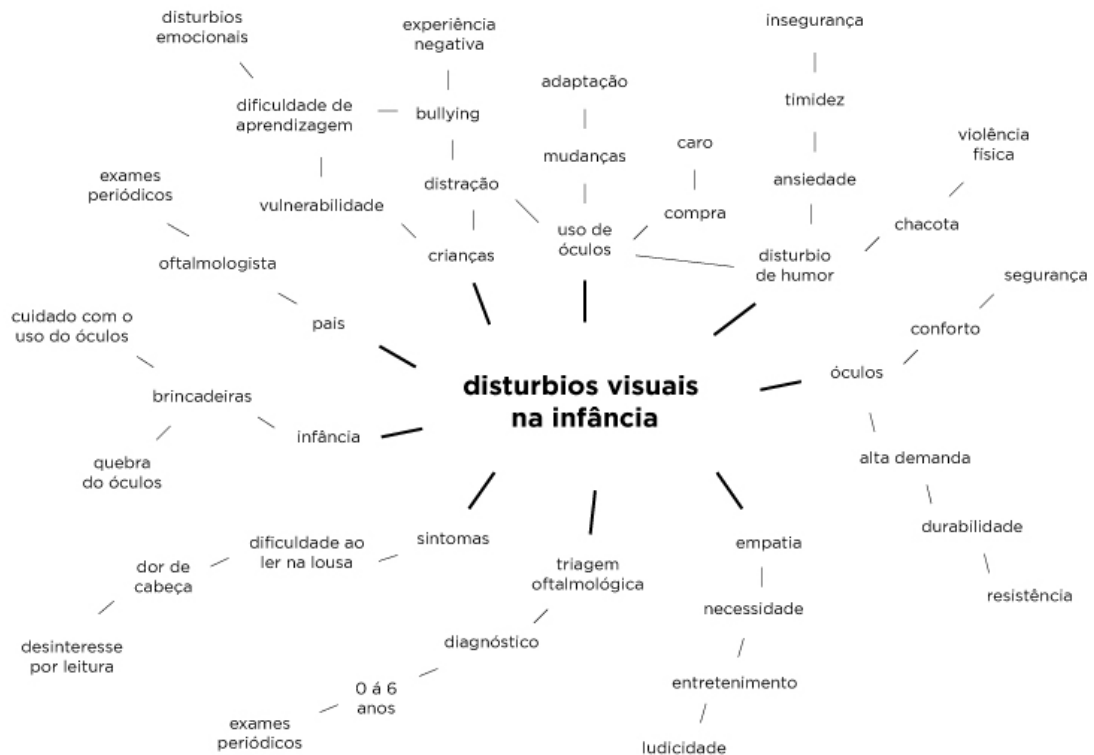 disturbios
emocionais
experiência
negativa
insegurança
adaptação
dificuldade de
aprendizagem
bullying
timidez
violência
física
caro
mudanças
exames
periódicos
distração
ansiedade
vulnerabilidade
compra
chacota
uso de
óculos
crianças
disturbio
de humor
oftalmologista
segurança
cuidado com o
uso do óculos
pais
conforto
óculos
disturbios visuais
na infância
brincadeiras
infância
quebra
do óculos
alta demanda
durabilidade
sintomas
dificuldade ao
ler na lousa
empatia
dor de
cabeça
triagem
oftalmológica
resistência
necessidade
desinteresse
por leitura
diagnóstico
entretenimento
0 á 6
anos
exames
periódicos
ludicidade